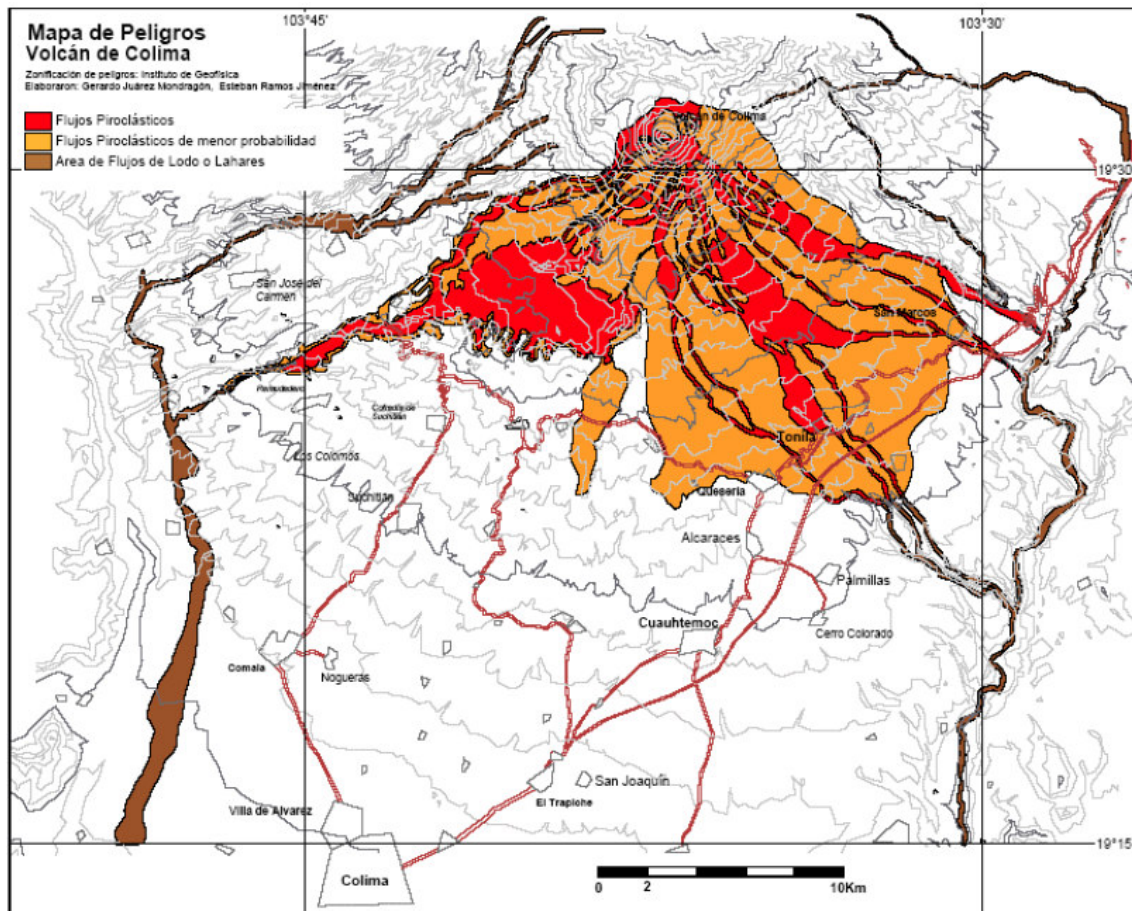 Mapa de Peligros
Volcán de Colima
Zonificación de peligros: Instituto de Geofísica
Elaboraron: Gerardo Juárez Mondragón, Esteban Ramos Jiménez
Flujos Piroclásticos
Flujos Piroclásticos de menor probabilidad
Area de Flujos de Lodo o Lahares
103°45'
103°30'
Volcán de Colima
19°30'
San José del
Carmen
San Marcos
Cofradía de
Suchitlán
Los Colomos
Tonila
Suchitlán
Quesería
Alcaraces
Palmillas
Cuauhtemoc
Cerro Colorado
Comala
Nogueras
San Joaquín
El Trapiche
Villa de Alvarez
19°15'
Colima
0 2 10Km